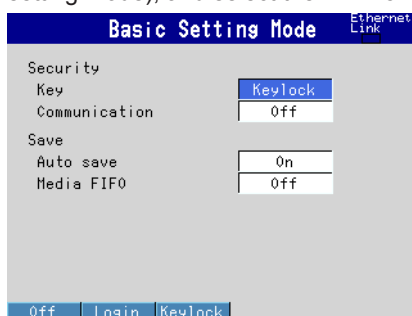 Basic Setting Mode
Ethernet
Link
Security
Key Keylock
Communication Off
Save
Auto save On
Media FIFO Off
Off Login Keylock